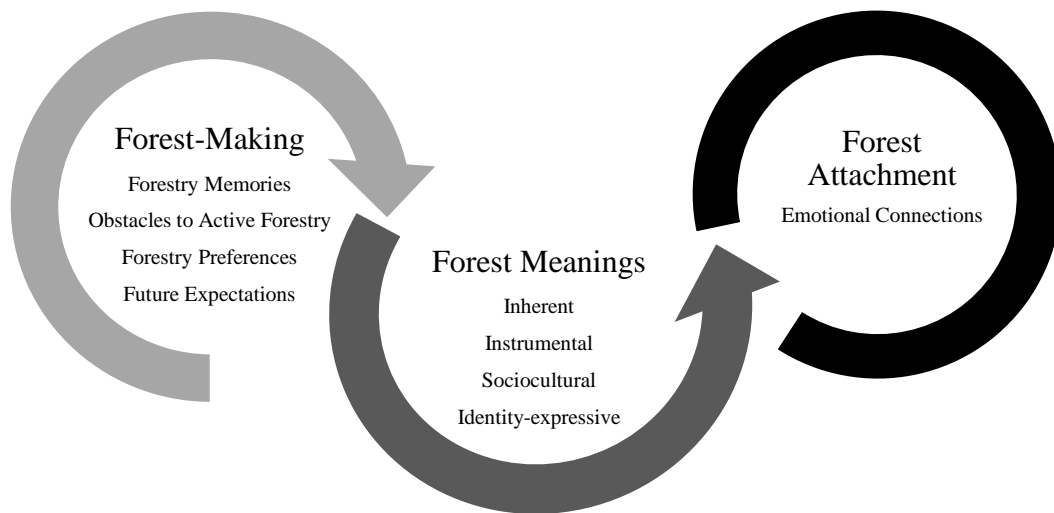 Forest-Making
Forestry Memories
Obstacles to Active Forestry
Forestry Preferences
Future Expectations
Forest Meanings
Inherent
Instrumental
Sociocultural
Identity-expressive
Forest
Attachment
Emotional Connections